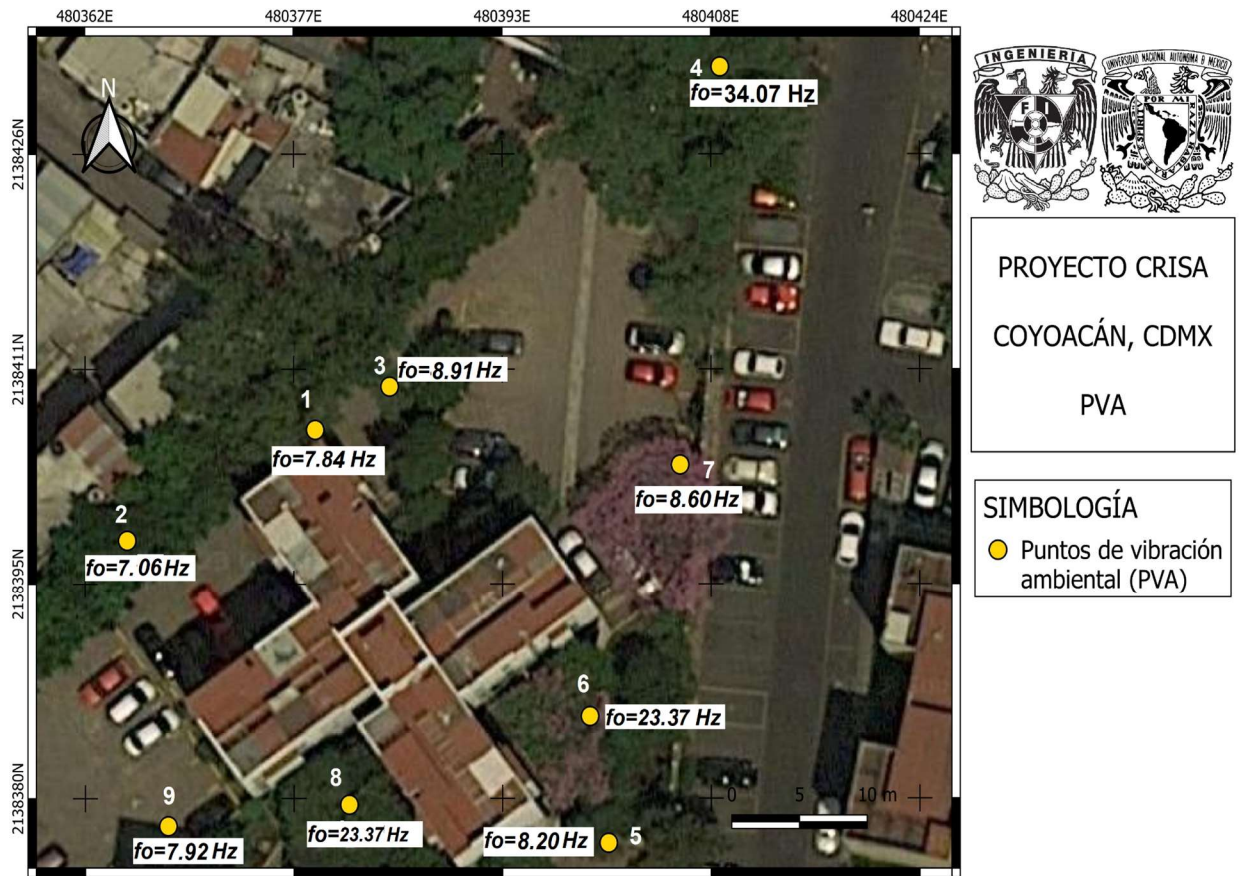 480362E 480377E 480393E 480408E 480424E
2138426N
2138411N
2138395N
2138380N
N
4
fo=34.07 Hz
3
fo=8.91 Hz
1
fo=7.84 Hz
7
fo=8.60 Hz
2
fo=7.06 Hz
6
fo=23.37 Hz
8
fo=23.37 Hz
9
fo=7.92 Hz
fo=8.20 Hz
5
0 5 10 m
INGENIERIA
UNIVERSIDAD NACIONAL AUTONOMA D MEXICO
POR MI RAZA HABLARA EL ESPIRITU
PROYECTO CRISA
COYOACÁN, CDMX
PVA
SIMBOLOGÍA
Puntos de vibración
ambiental (PVA)